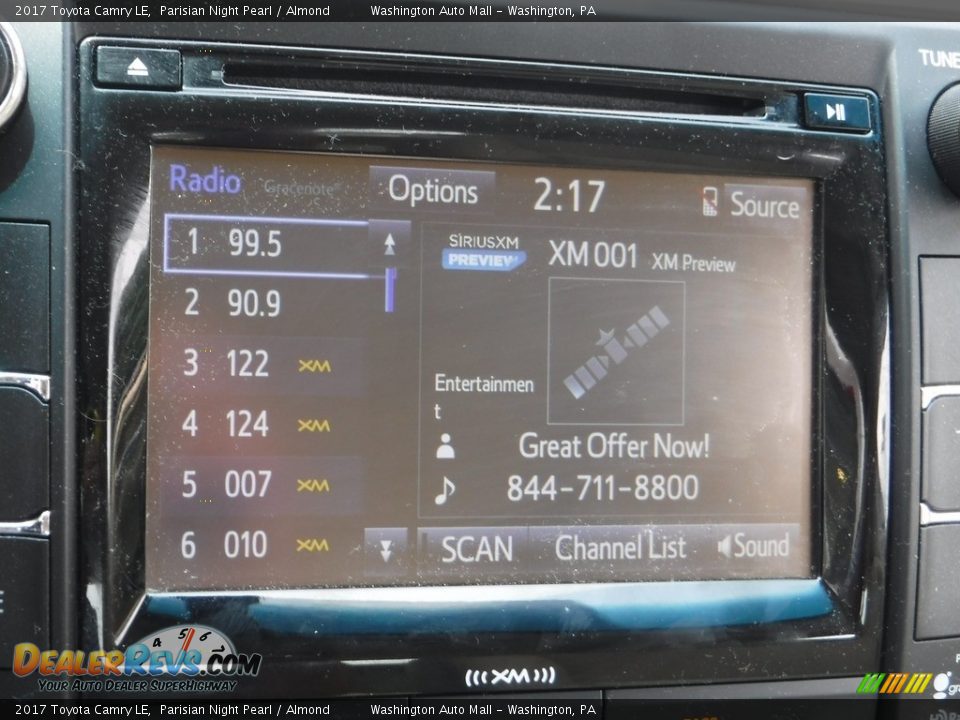 2017 Toyota Camry LE, Parisian Night Pearl / Almond Washington Auto Mall - Washington, PA
TUNE
Radio Gracenote® Options 2:17 Source
1 99.5
2 90.9
3 122 XM
4 124 XM
5 007 XM
6 010 XM
SIRIUSXM
PREVIEW
XM 001 XM Preview
Entertainmen
t
Great Offer Now!
844-711-8800
SCAN Channel List Sound
(((XM)))
4 5 6
DealerRevs.com
Your Auto Dealer SuperHighway
2017 Toyota Camry LE, Parisian Night Pearl / Almond Washington Auto Mall - Washington, PA